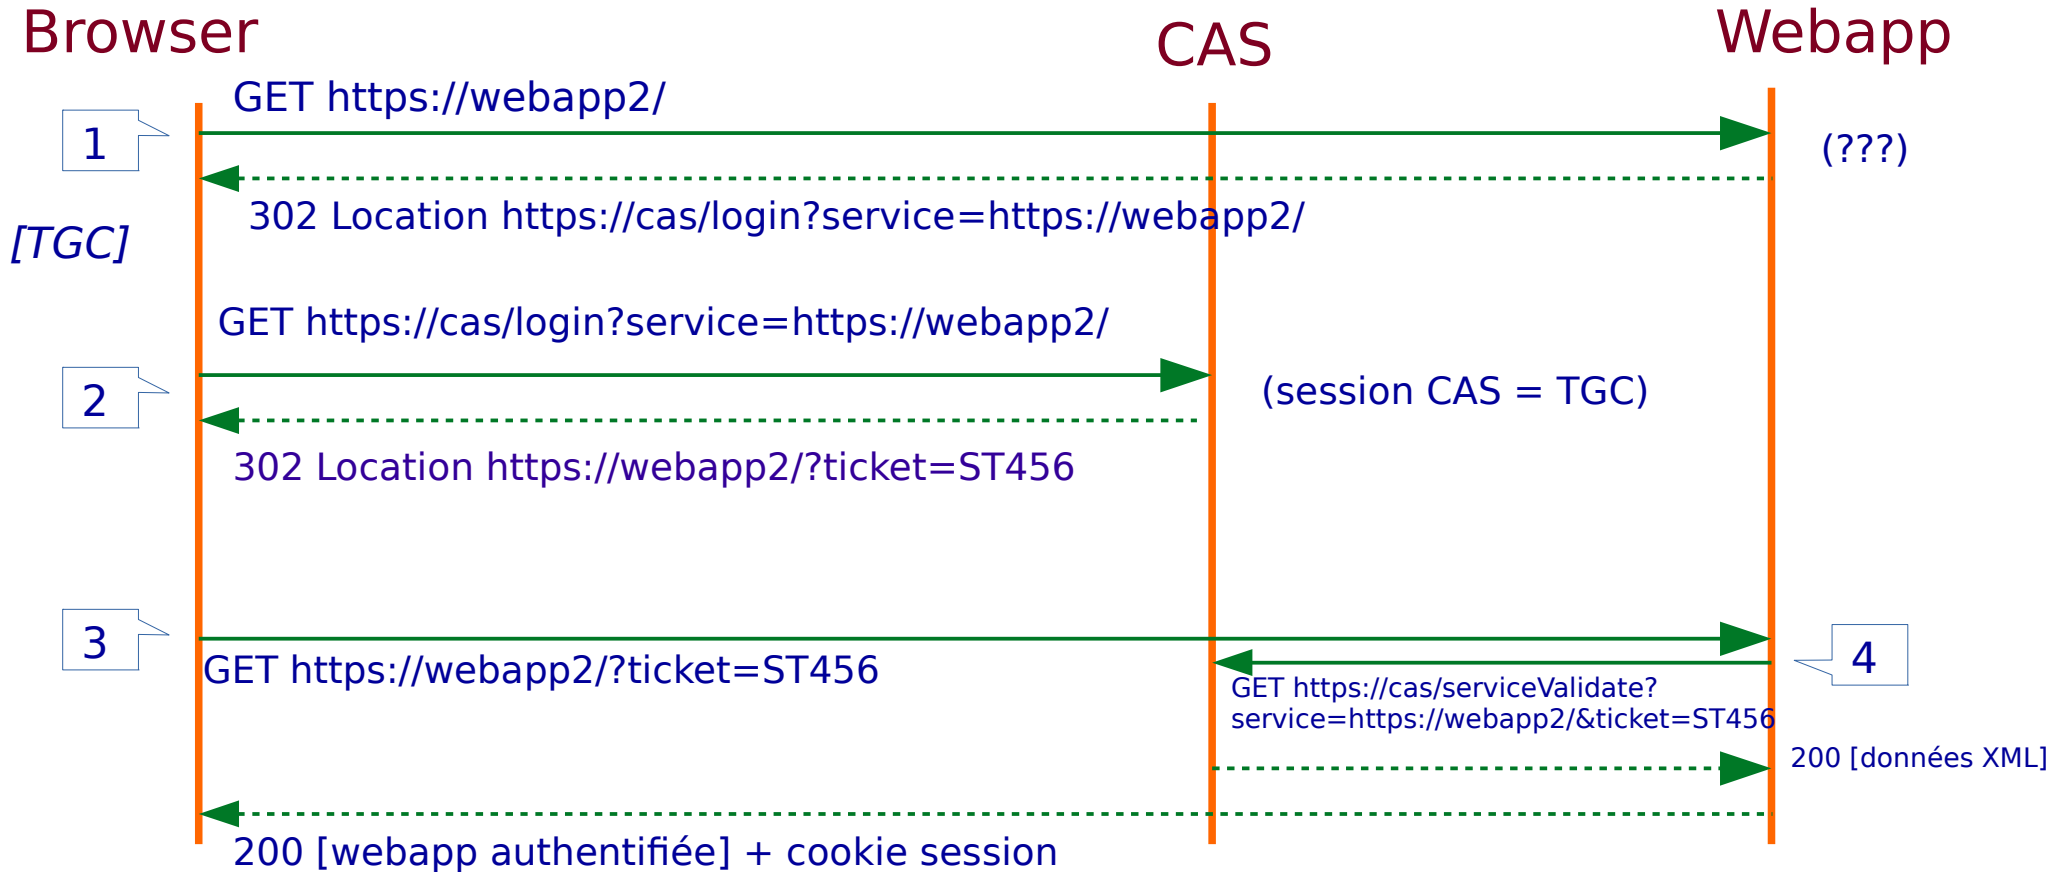 Browser
CAS
Webapp
GET https://webapp2/
1
(???)
302 Location https://cas/login?service=https://webapp2/
[TGC]
GET https://cas/login?service=https://webapp2/
2
(session CAS = TGC)
302 Location https://webapp2/?ticket=ST456
3
GET https://webapp2/?ticket=ST456
4
GET https://cas/serviceValidate?
service=https://webapp2/&ticket=ST456
200 [données XML]
200 [webapp authentifiée] + cookie session